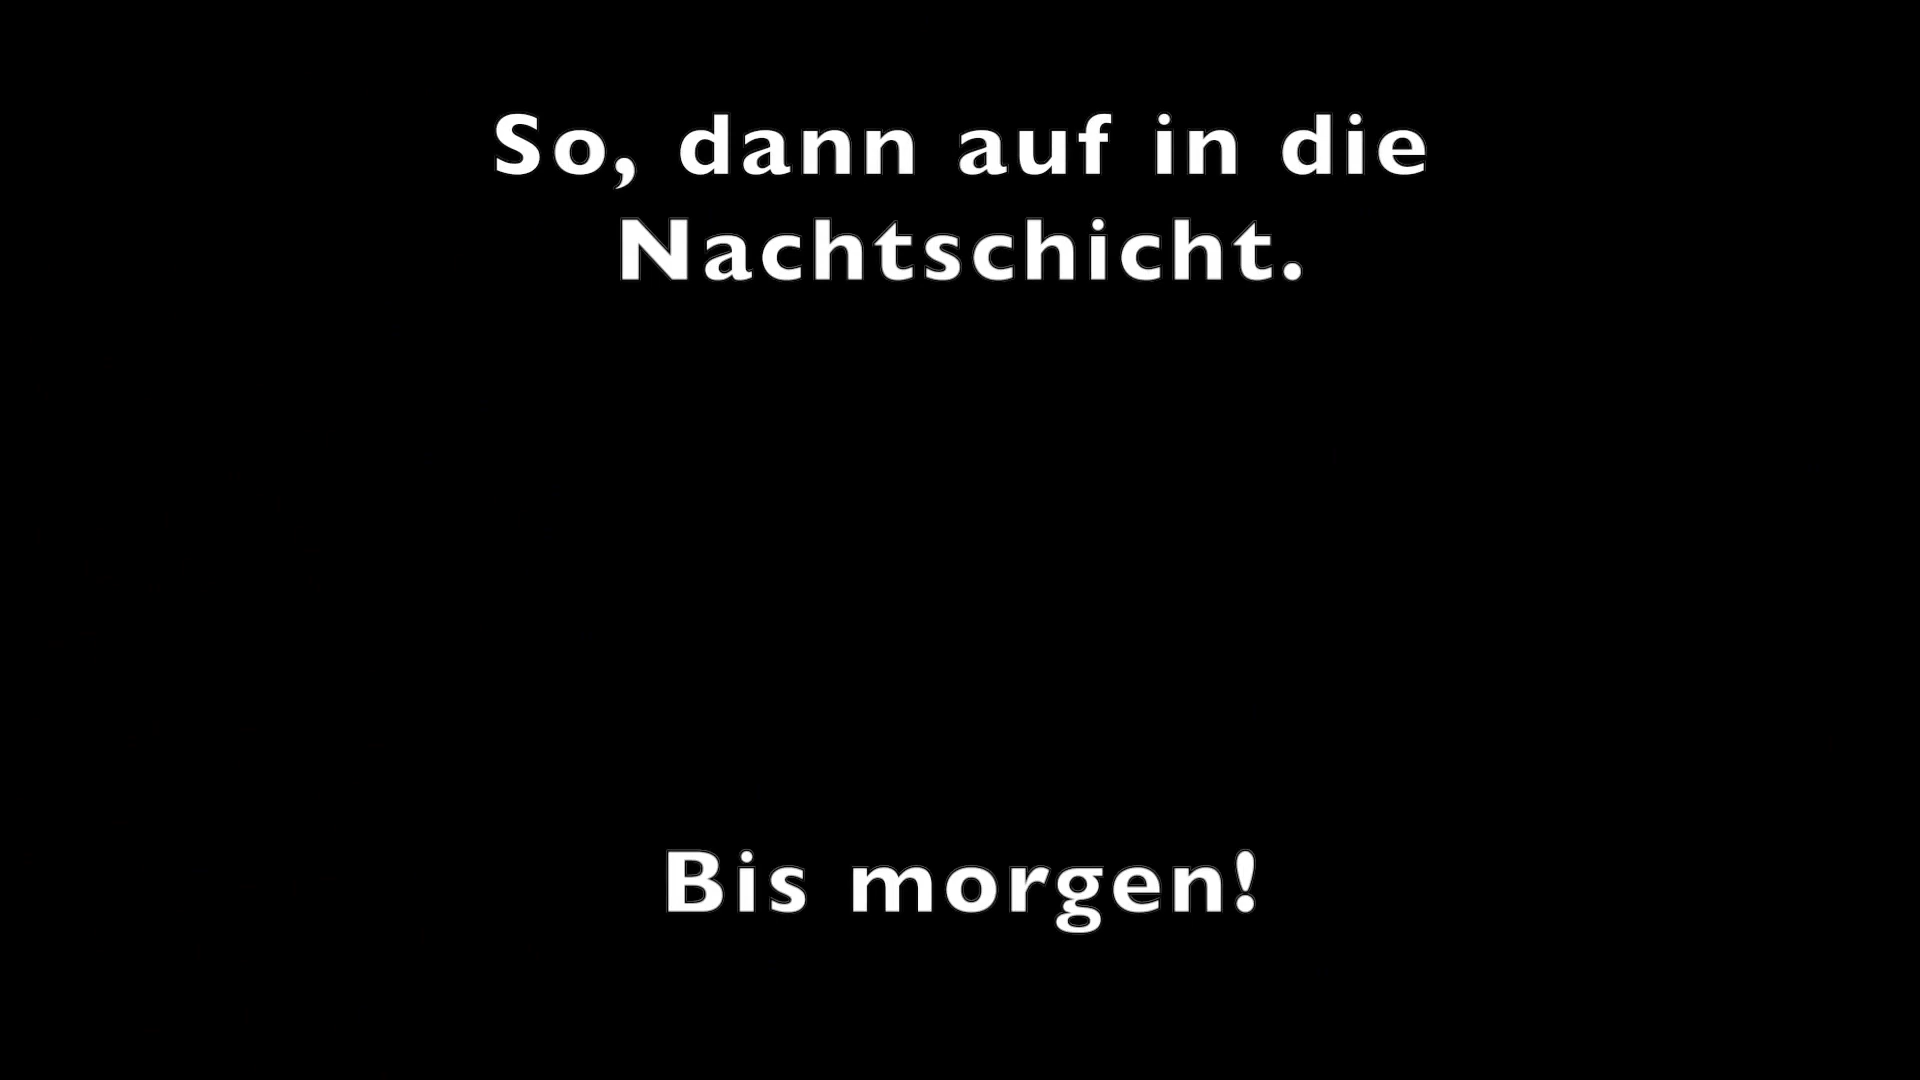 So, dann auf in die
Nachtschicht.
Bis morgen!